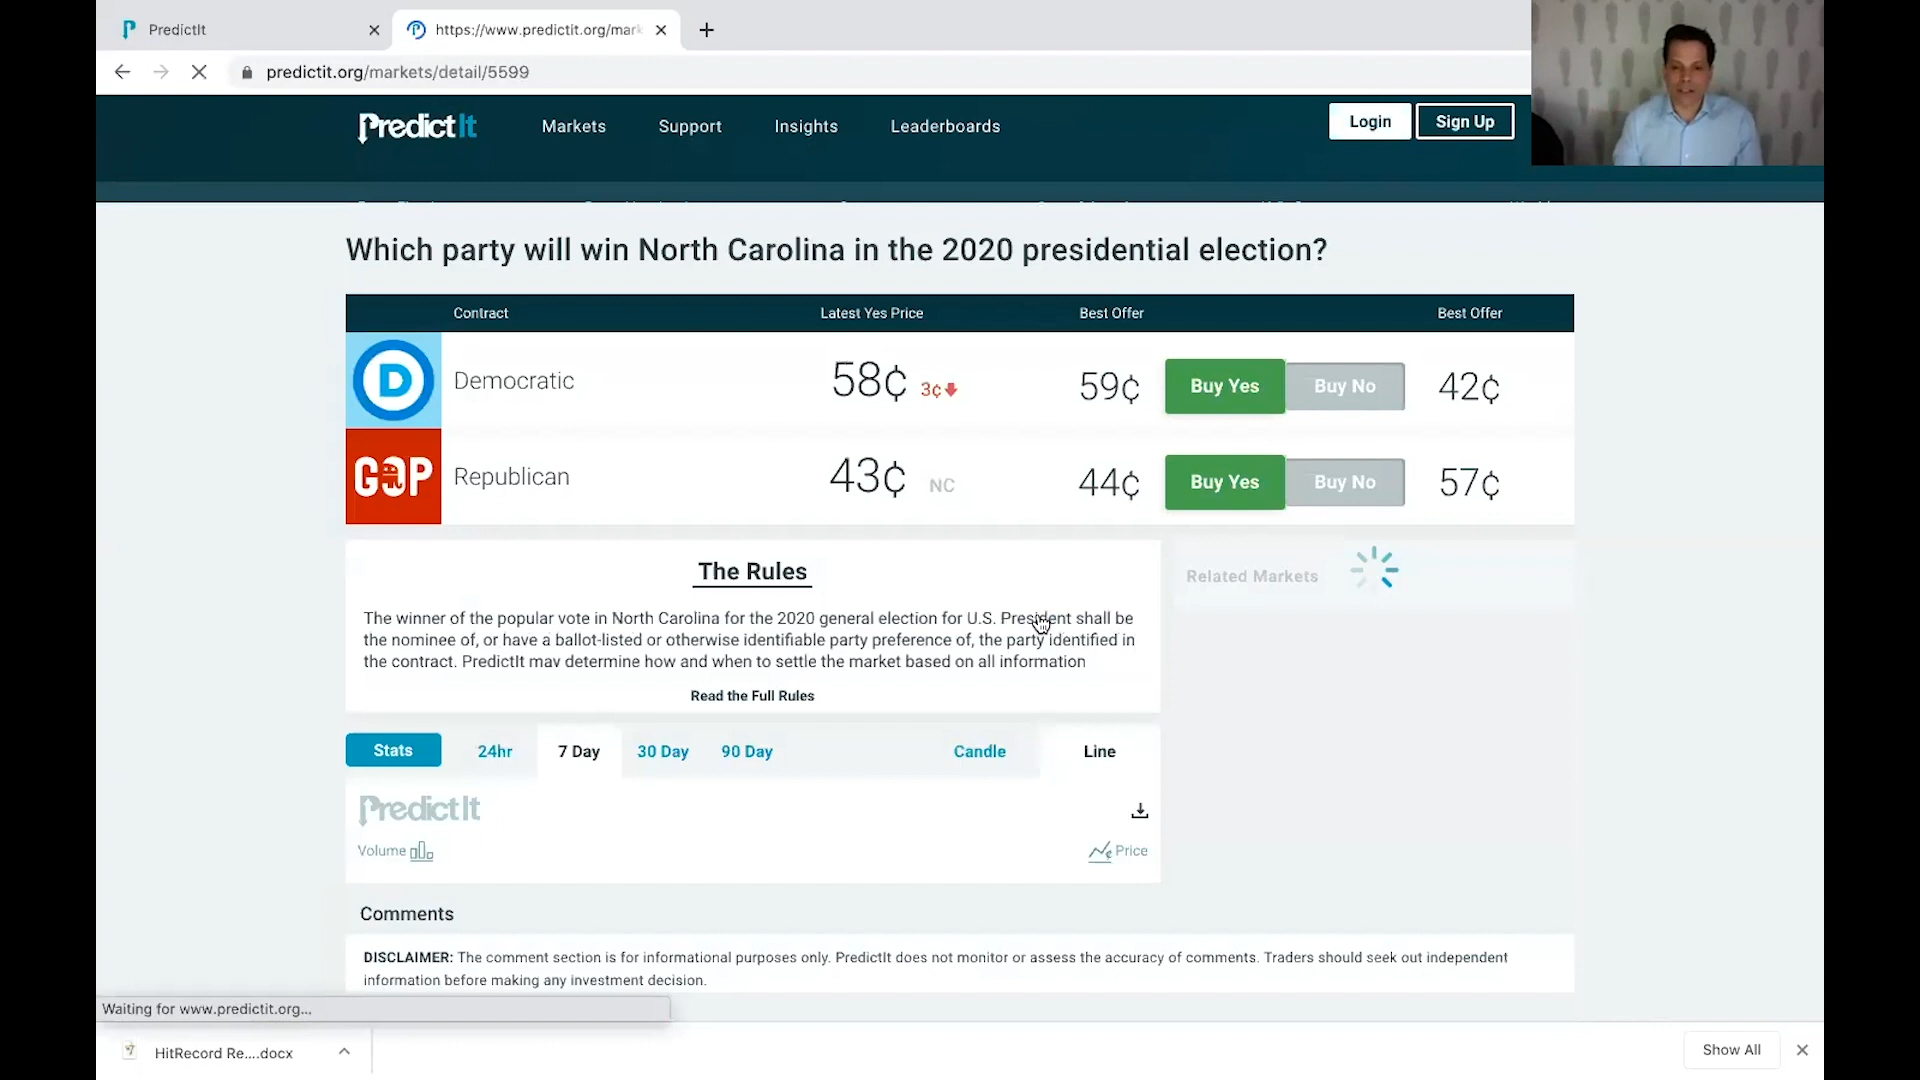 PredictIt
https://www.predictit.org/mark
predictit.org/markets/detail/5599
PredictIt
Markets
Support
Insights
Leaderboards
Login
Sign Up
Which party will win North Carolina in the 2020 presidential election?
Contract
Latest Yes Price
Best Offer
Best Offer
D
Democratic
58¢
3¢
59¢
Buy Yes
Buy No
42¢
GOP
Republican
43¢
NC
44¢
Buy Yes
Buy No
57¢
The Rules
Related Markets
The winner of the popular vote in North Carolina for the 2020 general election for U.S. President shall be
the nominee of, or have a ballot-listed or otherwise identifiable party preference of, the party identified in
the contract. PredictIt may determine how and when to settle the market based on all information
Read the Full Rules
Stats
24hr
7 Day
30 Day
90 Day
Candle
Line
PredictIt
Volume
Price
Comments
DISCLAIMER: The comment section is for informational purposes only. PredictIt does not monitor or assess the accuracy of comments. Traders should seek out independent
information before making any investment decision.
Waiting for www.predictit.org...
HitRecord Re....docx
Show All